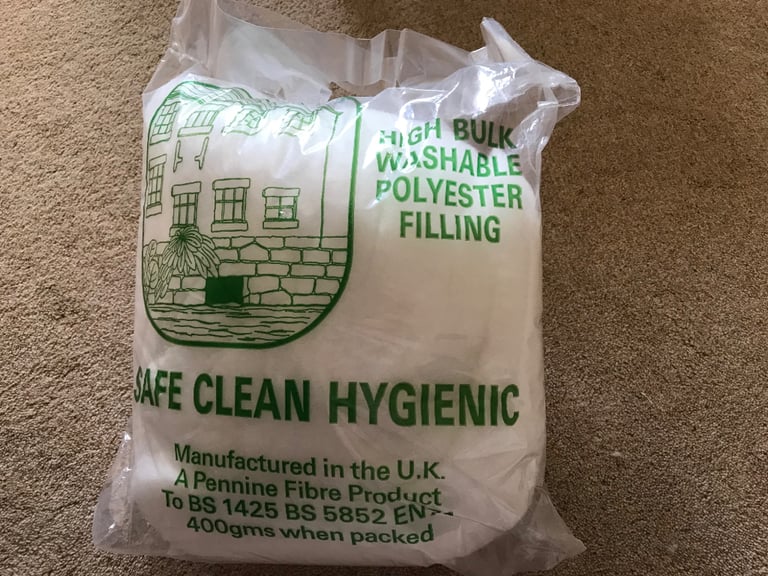 HIGH BULK
WASHABLE
POLYESTER
FILLING
SAFE CLEAN HYGIENIC
Manufactured in the U.K.
A Pennine Fibre Product
To BS 1425 BS 5852 EN
400gms when packed